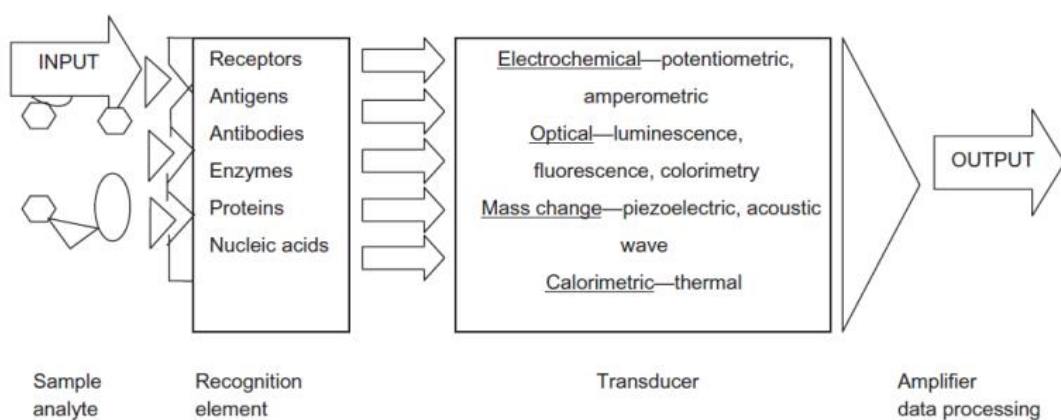 INPUT
Receptors
Antigens
Antibodies
Enzymes
Proteins
Nucleic acids
Electrochemical—potentiometric,
amperometric
Optical—luminescence,
fluorescence, colorimetry
Mass change—piezoelectric, acoustic
wave
Calorimetric—thermal
OUTPUT
Sample
analyte
Recognition
element
Transducer
Amplifier
data processing